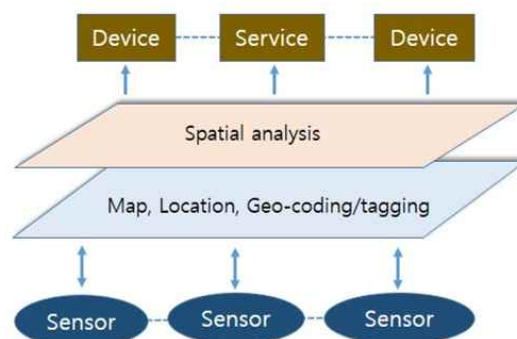 Device Service Device
Spatial analysis
Map, Location, Geo-coding/tagging
Sensor Sensor Sensor